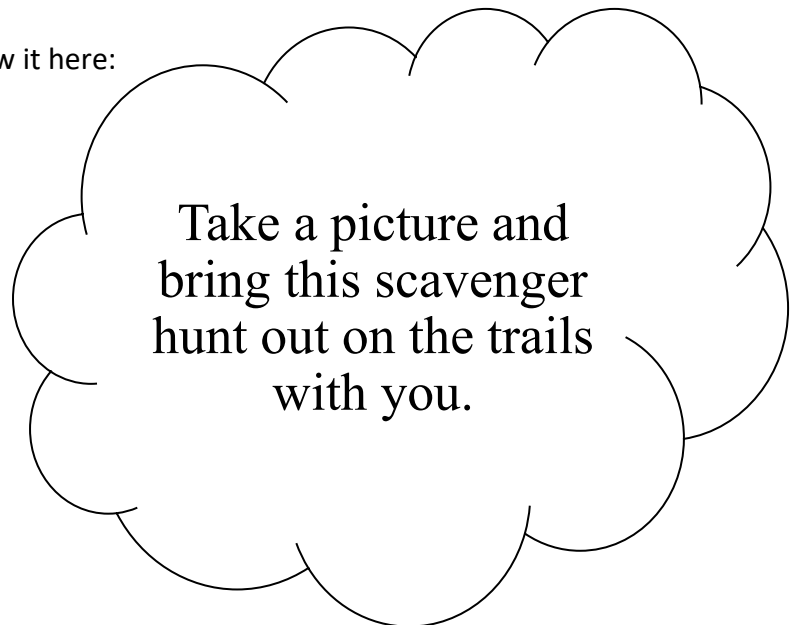 it here:
Take a picture and
bring this scavenger
hunt out on the trails
with you.